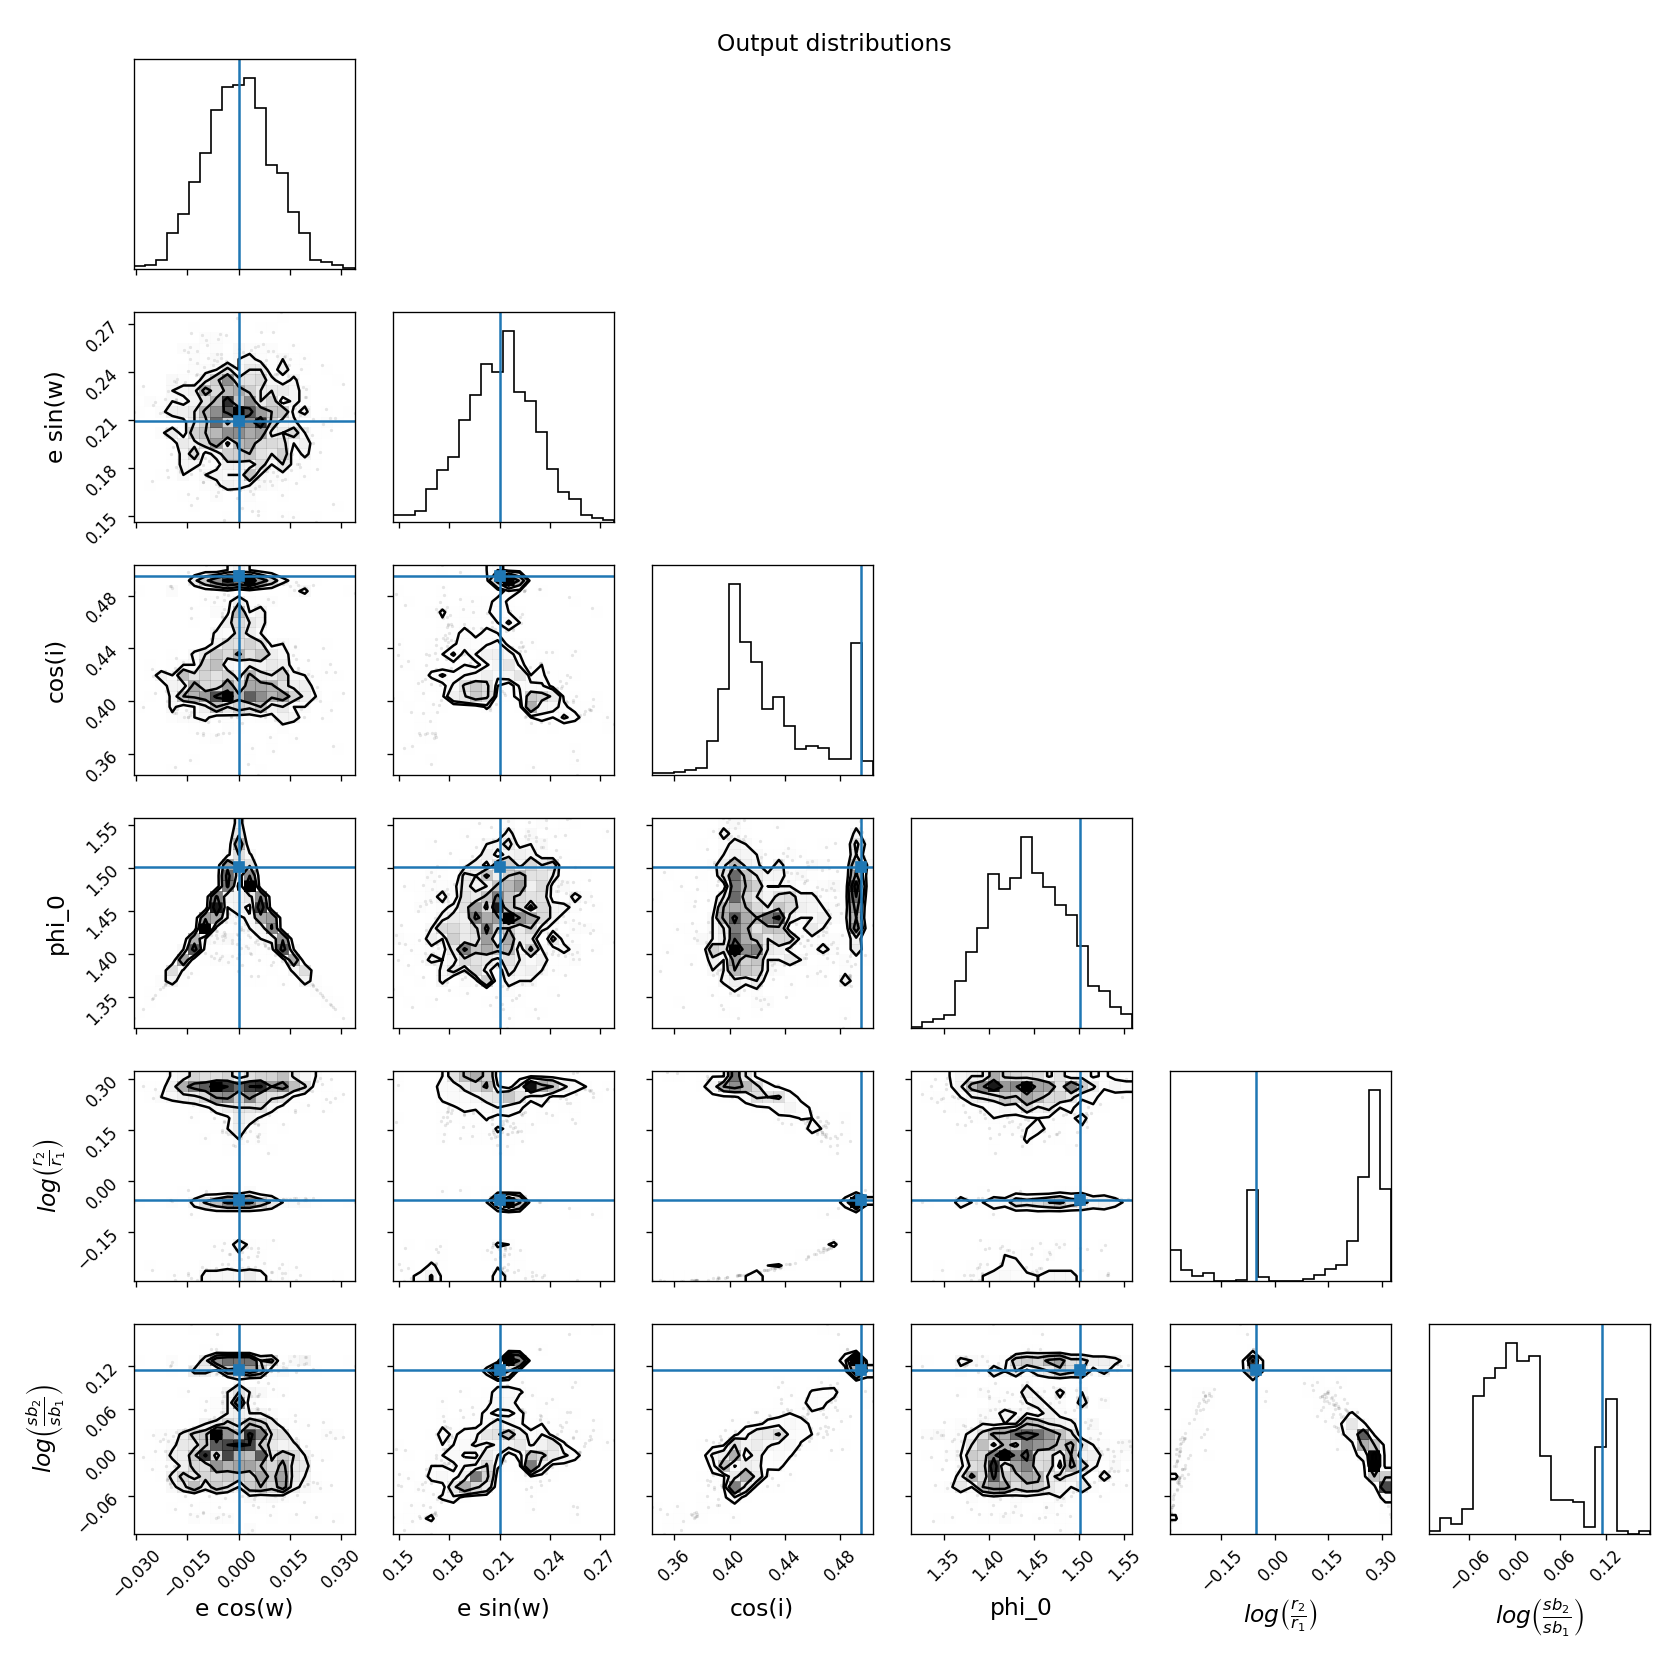 Output distributions
0.27
0.24
0.21
0.18
0.15
e sin(w)
0.48
0.44
0.40
0.36
cos(i)
1.55
1.50
1.45
1.40
1.35
phi_0
0.30
0.15
0.00
−0.15
log(r₂/r₁)
0.12
0.06
0.00
−0.06
log(sb₂/sb₁)
−0.030 −0.015 0.000 0.015 0.030 0.15 0.18 0.21 0.24 0.27 0.36 0.40 0.44 0.48 1.35 1.40 1.45 1.50 1.55 −0.15 0.00 0.15 0.30 −0.06 0.00 0.06 0.12
e cos(w) e sin(w) cos(i) phi_0 log(r₂/r₁) log(sb₂/sb₁)